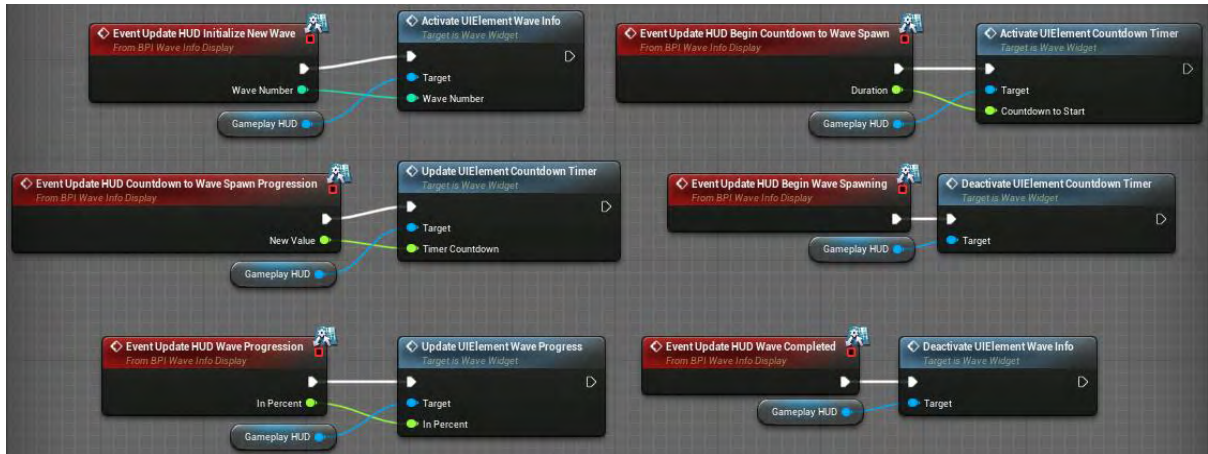 Event Update HUD Initialize New Wave
From BPI Wave Info Display
Wave Number
Gameplay HUD
Activate UIElement Wave Info
Target is Wave Widget
Target
Wave Number
Event Update HUD Begin Countdown to Wave Spawn
From BPI Wave Info Display
Duration
Gameplay HUD
Activate UIElement Countdown Timer
Target is Wave Widget
Target
Countdown to Start
Event Update HUD Countdown to Wave Spawn Progression
From BPI Wave Info Display
New Value
Gameplay HUD
Update UIElement Countdown Timer
Target is Wave Widget
Target
Timer Countdown
Event Update HUD Begin Wave Spawning
From BPI Wave Info Display
Gameplay HUD
Deactivate UIElement Countdown Timer
Target is Wave Widget
Target
Event Update HUD Wave Progression
From BPI Wave Info Display
In Percent
Gameplay HUD
Update UIElement Wave Progress
Target is Wave Widget
Target
In Percent
Event Update HUD Wave Completed
From BPI Wave Info Display
Gameplay HUD
Deactivate UIElement Wave Info
Target is Wave Widget
Target